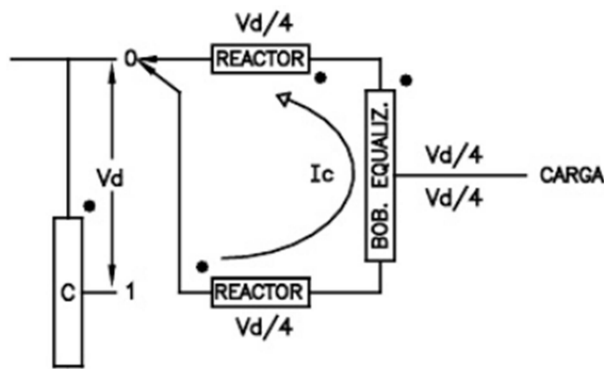 Vd/4
0
REACTOR
Vd
Ic
BOB. EQUALIZ.
Vd/4
CARGA
Vd/4
C
1
REACTOR
Vd/4